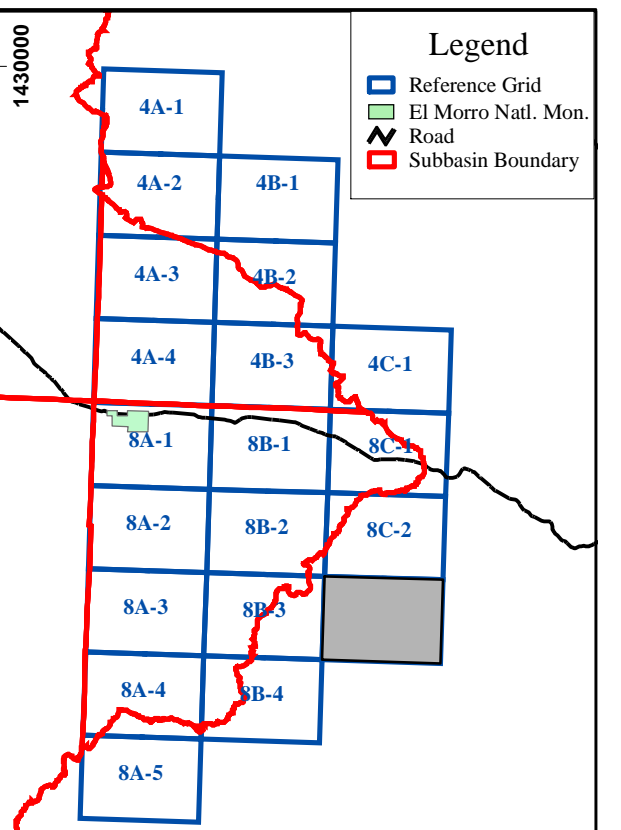 1430000
Legend
Reference Grid
El Morro Natl. Mon.
Road
Subbasin Boundary
4A-1
4A-2
4B-1
4A-3
4B-2
4A-4
4B-3
4C-1
8A-1
8B-1
8C-1
8A-2
8B-2
8C-2
8A-3
8B-3
8A-4
8B-4
8A-5